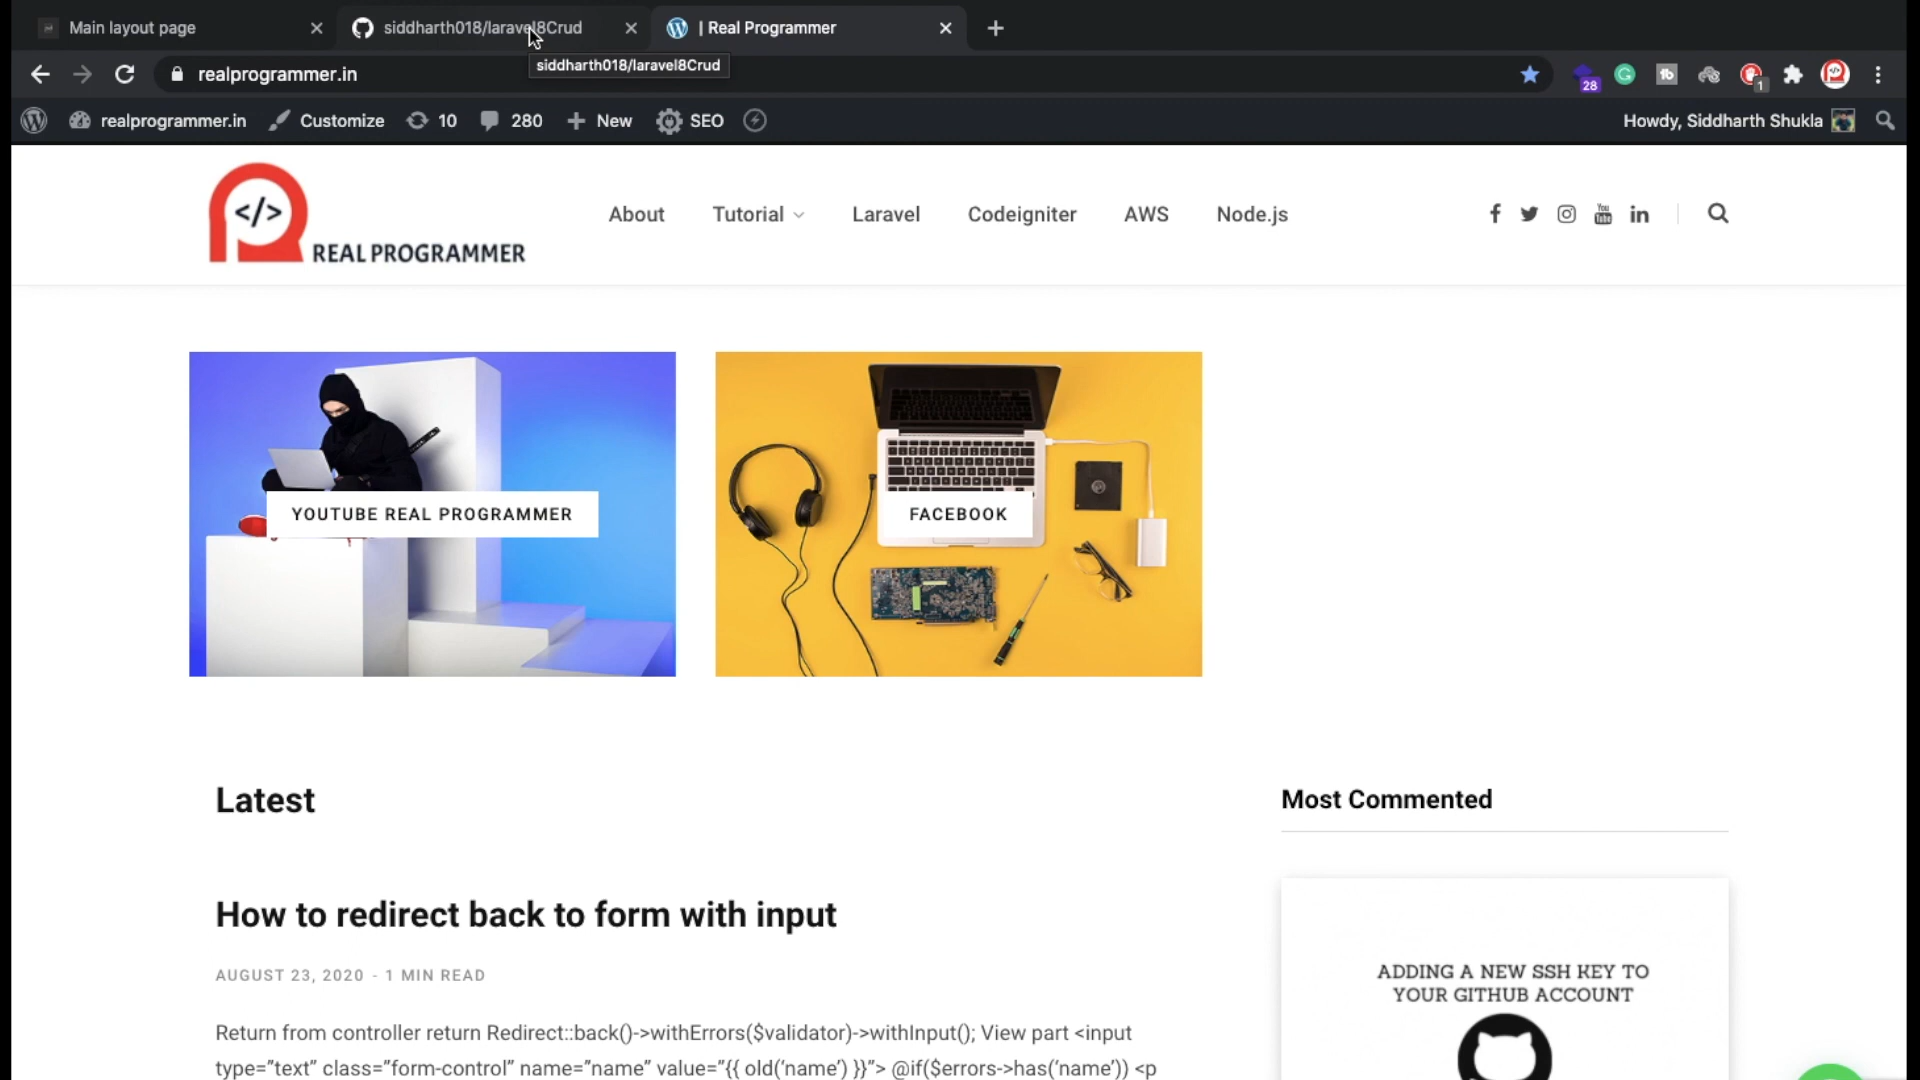 Main layout page
siddharth018/laravel8Crud
| Real Programmer
realprogrammer.in
siddharth018/laravel8Crud
28
1
realprogrammer.in
Customize
10
280
New
SEO
Howdy, Siddharth Shukla
</>
REAL PROGRAMMER
About
Tutorial
Laravel
Codeigniter
AWS
Node.js
You
Tube
YOUTUBE REAL PROGRAMMER
FACEBOOK
Latest
Most Commented
How to redirect back to form with input
AUGUST 23, 2020 - 1 MIN READ
Return from controller return Redirect::back()->withErrors($validator)->withInput(); View part <input
type=”text” class=”form-control” name=”name” value=”{{ old(‘name’) }}”> @if($errors->has(‘name’)) <p
ADDING A NEW SSH KEY TO
YOUR GITHUB ACCOUNT